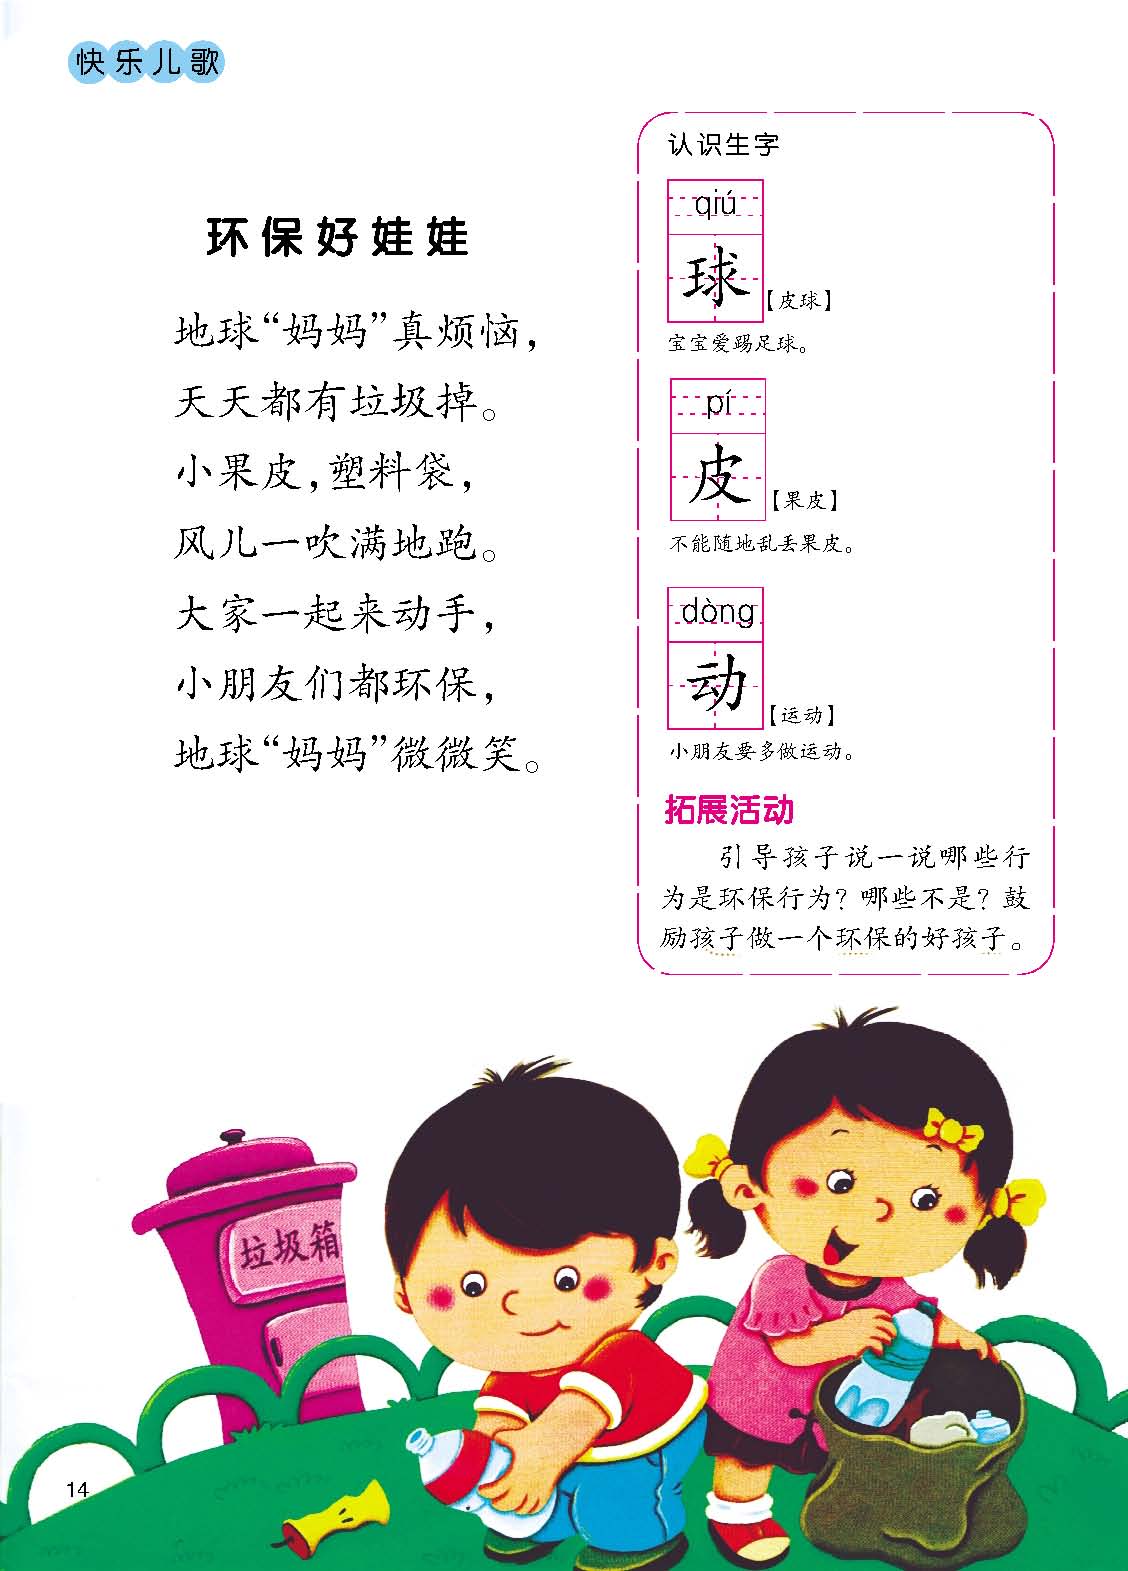 快乐儿歌
环保好娃娃
地球“妈妈”真烦恼，
天天都有垃圾掉。
小果皮，塑料袋，
风儿一吹满地跑。
大家一起来动手，
小朋友们都环保，
地球“妈妈”微微笑。
认识生字
qiú
球【皮球】
宝宝爱踢足球。
pí
皮【果皮】
不能随地乱丢果皮。
dòng
动【运动】
小朋友要多做运动。
拓展活动
引导孩子说一说哪些行
为是环保行为？哪些不是？鼓
励孩子做一个环保的好孩子。
垃圾箱
14